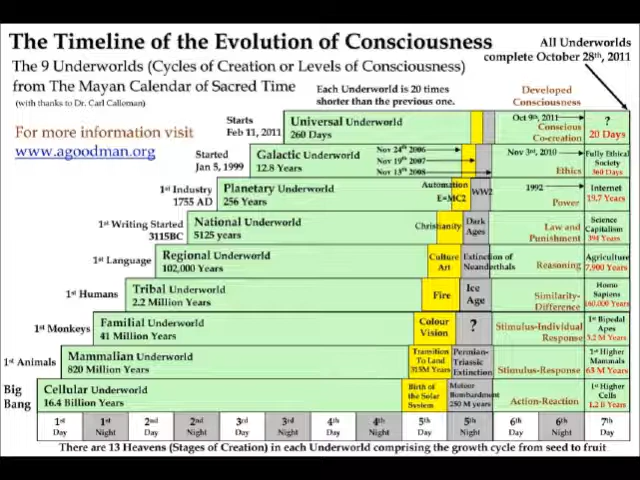 The Timeline of the Evolution of Consciousness
All Underworlds
complete October 28th, 2011
The 9 Underworlds (Cycles of Creation or Levels of Consciousness)
from The Mayan Calendar of Sacred Time
(with thanks to Dr. Carl Calleman)
Each Underworld is 20 times
shorter than the previous one.
Developed
Consciousness
For more information visit
www.agoodman.org
Starts
Feb 11, 2011
Universal Underworld
260 Days
Oct 9th, 2011
Conscious
Co-creation
?
20 Days
Started
Jan 5, 1999
Galactic Underworld
12.8 Years
Nov 24th 2006
Nov 19th 2007
Nov 13th 2008
Nov 3rd, 2010
Ethics
Fully Ethical
Society
360 Days
1st Industry
1755 AD
Planetary Underworld
256 Years
Automation
E=MC2
WW2
1992
Power
Internet
19.7 Years
1st Writing Started
3115BC
National Underworld
5125 years
Christianity
Dark
Ages
Law and
Punishment
Science
Capitalism
394 Years
1st Language
Regional Underworld
102,000 Years
Culture
Art
Extinction of
Neanderthals
Reasoning
Agriculture
7,900 Years
1st Humans
Tribal Underworld
2.2 Million Years
Fire
Ice
Age
Similarity-
Difference
Homo
Sapiens
160,000 Years
1st Monkeys
Familial Underworld
41 Million Years
Colour
Vision
?
Stimulus-Individual
Response
1st Bipedal
Apes
3.2 M Years
1st Animals
Mammalian Underworld
820 Million Years
Transition
To Land
315M Years
Permian-
Triassic
Extinction
Stimulus-Response
1st Higher
Mammals
63 M Years
Big
Bang
Cellular Underworld
16.4 Billion Years
Birth of
the Solar
System
Meteor
Bombardment
250 M years
Action-Reaction
1st Higher
Cells
1.2 B Years
1st Day
1st Night
2nd Day
2nd Night
3rd Day
3rd Night
4th Day
4th Night
5th Day
5th Night
6th Day
6th Night
7th Day
There are 13 Heavens (Stages of Creation) in each Underworld comprising the growth cycle from seed to fruit